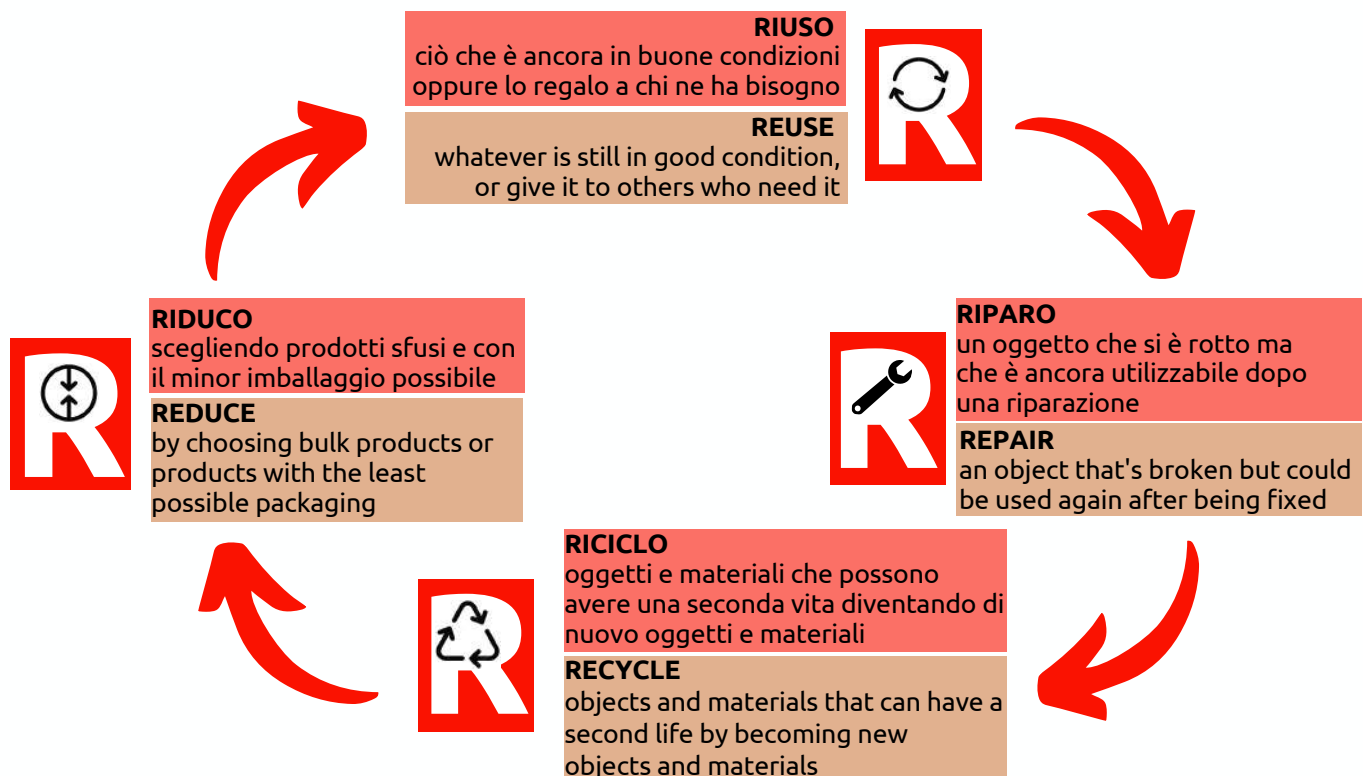 RIUSO
ciò che è ancora in buone condizioni
oppure lo regalo a chi ne ha bisogno
REUSE
whatever is still in good condition,
or give it to others who need it
R
RIDUCO
scegliendo prodotti sfusi e con
il minor imballaggio possibile
REDUCE
by choosing bulk products or
products with the least
possible packaging
R
RIPARO
un oggetto che si è rotto ma
che è ancora utilizzabile dopo
una riparazione
REPAIR
an object that's broken but could
be used again after being fixed
R
RICICLO
oggetti e materiali che possono
avere una seconda vita diventando di
nuovo oggetti e materiali
RECYCLE
objects and materials that can have a
second life by becoming new
objects and materials
R